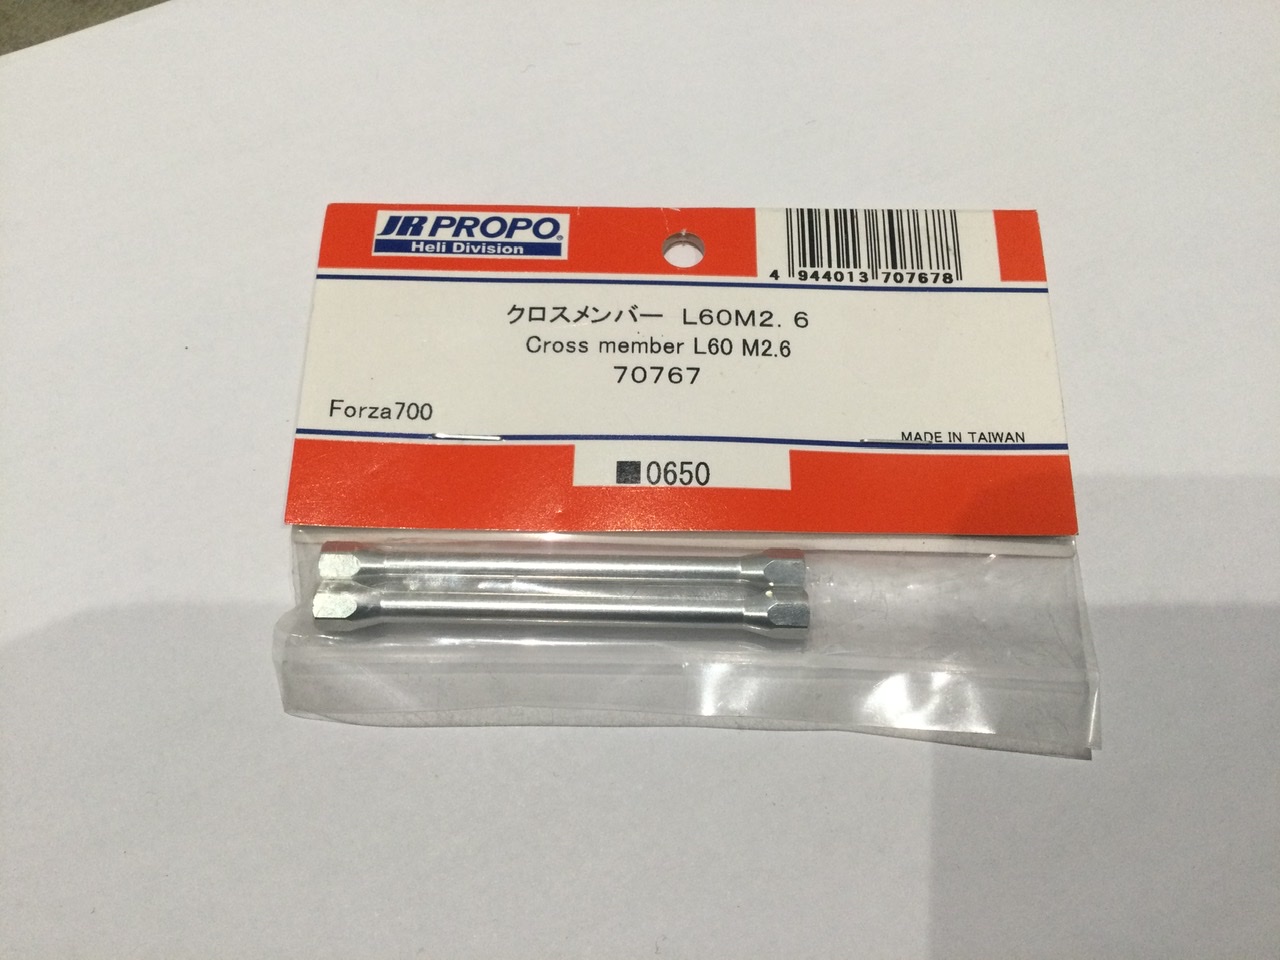 JR PROPO®
Heli Division
4 944013 707678
クロスメンバー L60M2. 6
Cross member L60 M2.6
70767
Forza700
MADE IN TAIWAN
■0650